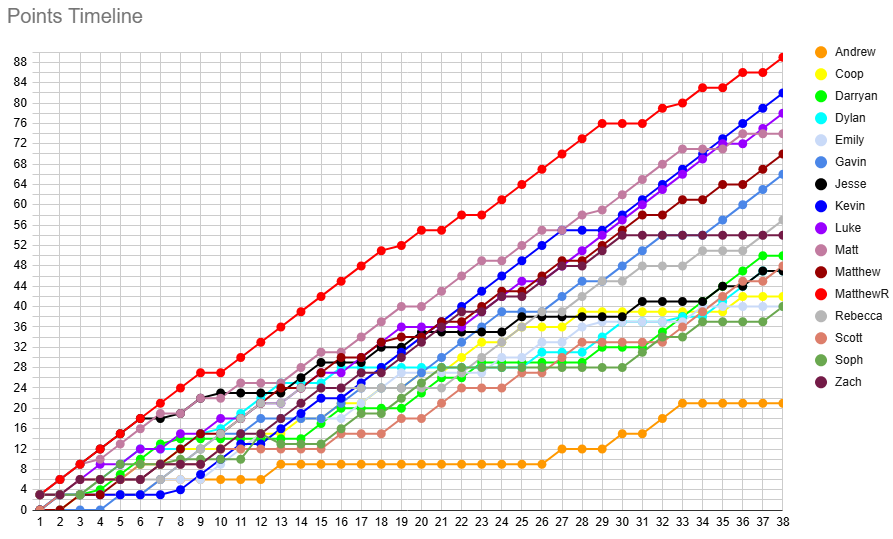 Points Timeline
88
84
80
76
72
68
64
60
56
52
48
44
40
36
32
28
24
20
16
12
8
4
0
1 2 3 4 5 6 7 8 9 10 11 12 13 14 15 16 17 18 19 20 21 22 23 24 25 26 27 28 29 30 31 32 33 34 35 36 37 38
Andrew
Coop
Darryan
Dylan
Emily
Gavin
Jesse
Kevin
Luke
Matt
Matthew
MatthewR
Rebecca
Scott
Soph
Zach